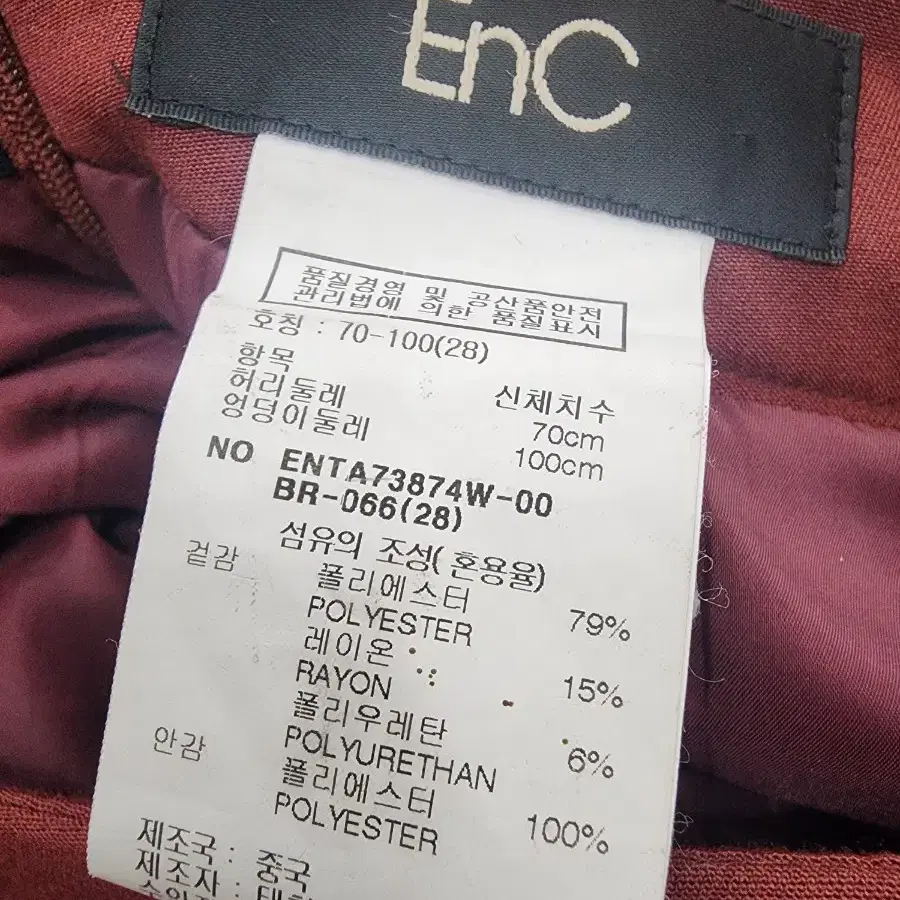 EnC
품질경영 및 공산품안전
관리법에 의한 품질표시
호칭 : 70-100(28)
항목 신체치수
허리둘레 70cm
엉덩이둘레 100cm
NO ENTA73874W-00
BR-066(28)
섬유의 조성( 혼용율)
겉감 폴리에스터
POLYESTER 79%
레이온
RAYON 15%
폴리우레탄
POLYURETHAN 6%
안감 폴리에스터
POLYESTER 100%
제조국 : 중국
제조자 :